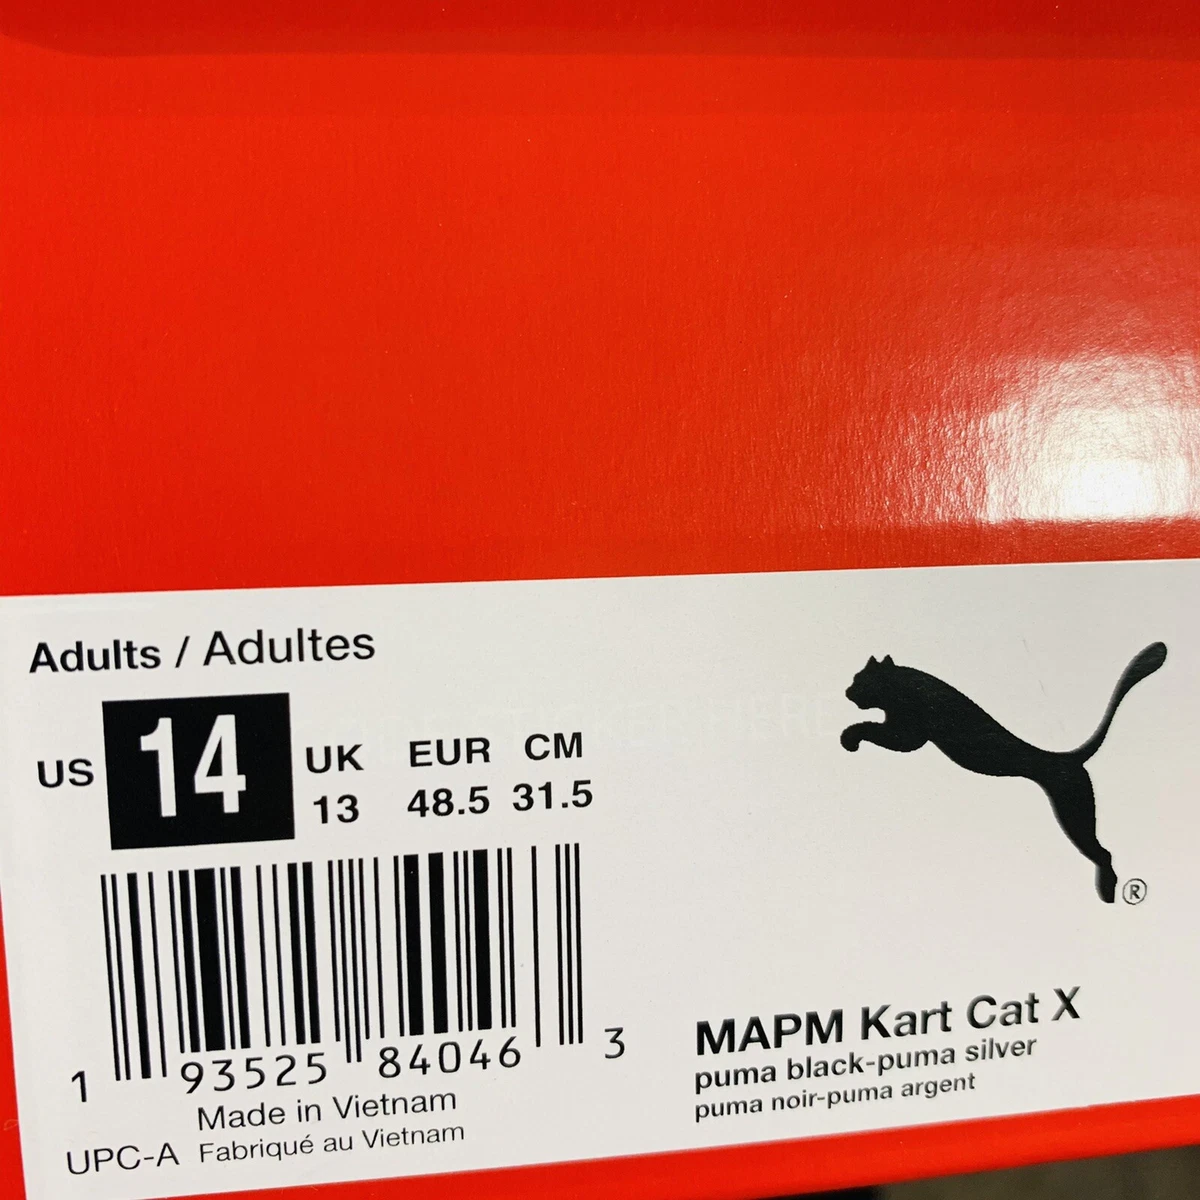 Adults / Adultes
US 14 UK EUR CM
13 48.5 31.5
1 93525 84046 3
Made in Vietnam
UPC-A Fabriqué au Vietnam
®
MAPM Kart Cat X
puma black-puma silver
puma noir-puma argent